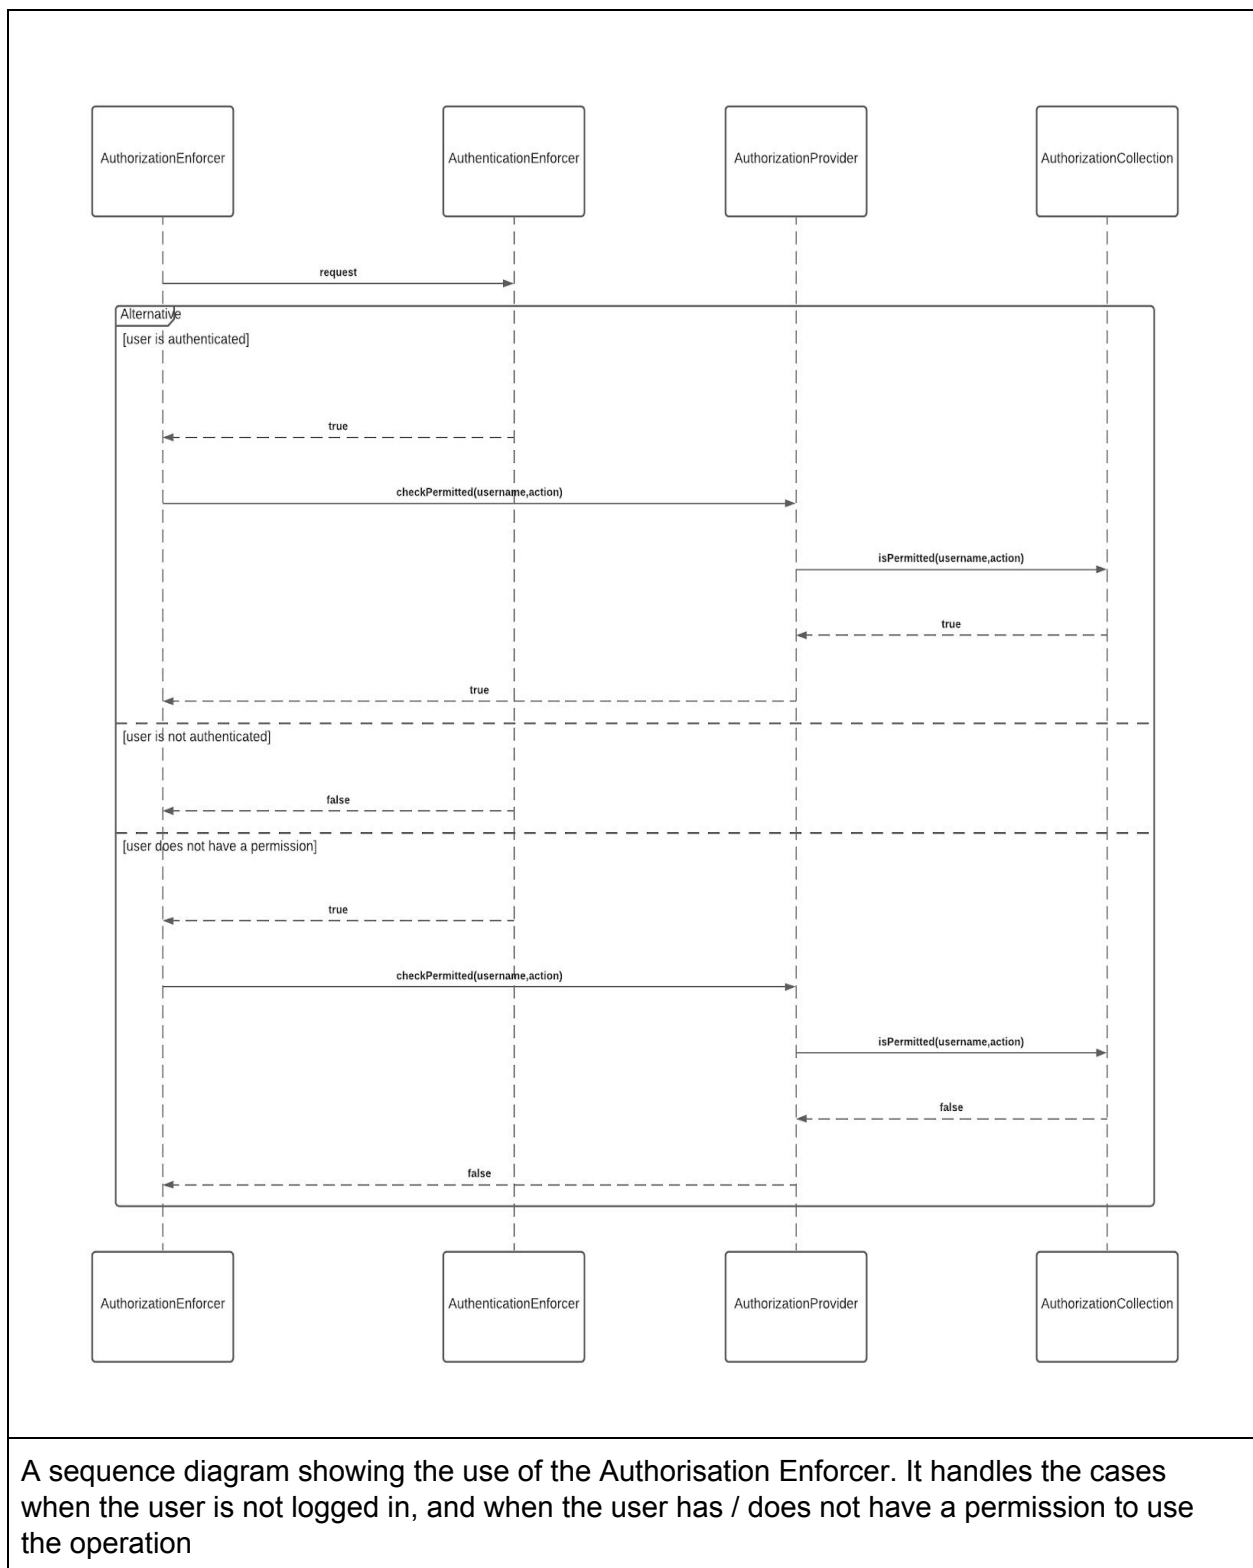 AuthorizationEnforcer
AuthenticationEnforcer
AuthorizationProvider
AuthorizationCollection
request
Alternative
[user is authenticated]
true
checkPermitted(username,action)
isPermitted(username,action)
true
true
[user is not authenticated]
false
[user does not have a permission]
true
checkPermitted(username,action)
isPermitted(username,action)
false
false
AuthorizationEnforcer
AuthenticationEnforcer
AuthorizationProvider
AuthorizationCollection
A sequence diagram showing the use of the Authorisation Enforcer. It handles the cases
when the user is not logged in, and when the user has / does not have a permission to use
the operation